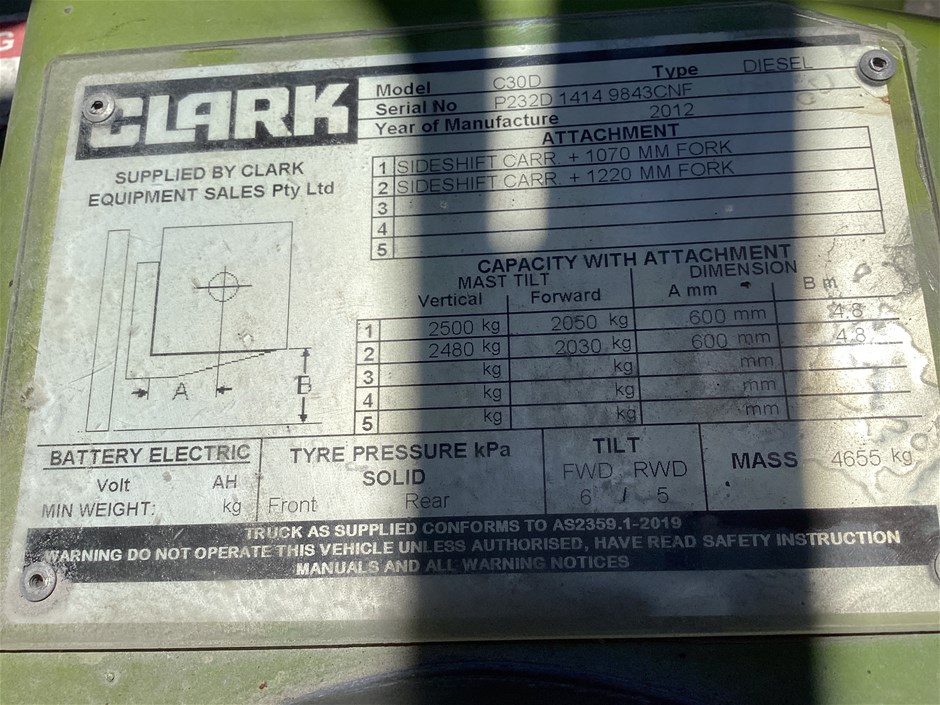 G
CLARK
SUPPLIED BY CLARK
EQUIPMENT SALES Pty Ltd
Model C30D Type DIESEL
Serial No P232D 1414 9843CNF
Year of Manufacture 2012
ATTACHMENT
1 SIDESHIFT CARR. + 1070 MM FORK
2 SIDESHIFT CARR. + 1220 MM FORK
3
4
5
CAPACITY WITH ATTACHMENT
MAST TILT DIMENSION
Vertical Forward A mm B m
1 2500 kg 2050 kg 600 mm 4.8
2 2480 kg 2030 kg 600 mm 4.8
3 kg kg mm
4 kg kg mm
5 kg kg mm
A B
BATTERY ELECTRIC
Volt AH
MIN WEIGHT: kg
TYRE PRESSURE kPa
SOLID
Front Rear
TILT
FWD RWD
6 / 5
MASS 4655 kg
TRUCK AS SUPPLIED CONFORMS TO AS2359.1-2019
WARNING DO NOT OPERATE THIS VEHICLE UNLESS AUTHORISED, HAVE READ SAFETY INSTRUCTION
MANUALS AND ALL WARNING NOTICES